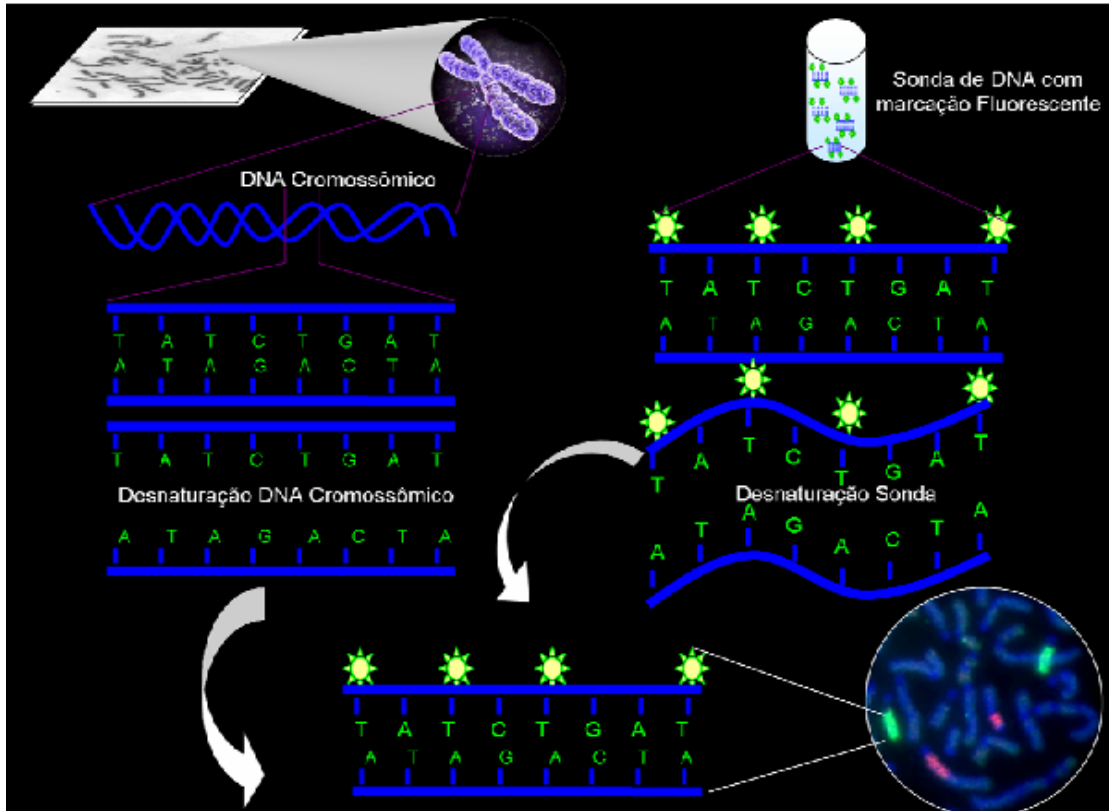 Sonda de DNA com
marcação Fluorescente
DNA Cromossômico
T A T C T G A T
A T A G A C T A
T A T C T G A T
Desnaturação DNA Cromossômico
A T A G A C T A
T A T C T G A T
A T A G A C T A
T A T C T G A T
Desnaturação Sonda
A T A G A C T A
T A T C T G A T
A T A G A C T A